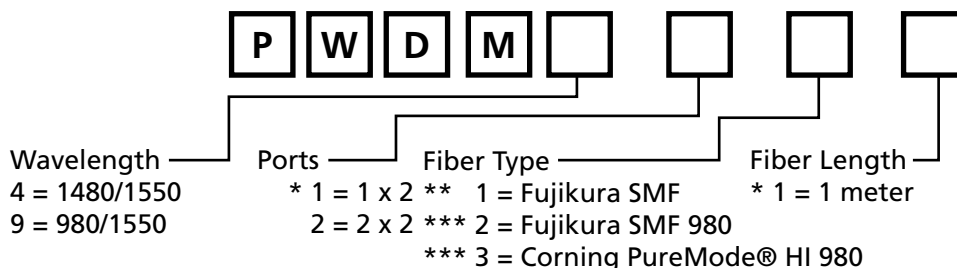 P W D M
Wavelength Ports Fiber Type Fiber Length
4 = 1480/1550 * 1 = 1 x 2 ** 1 = Fujikura SMF * 1 = 1 meter
9 = 980/1550 2 = 2 x 2 *** 2 = Fujikura SMF 980
*** 3 = Corning PureMode® HI 980